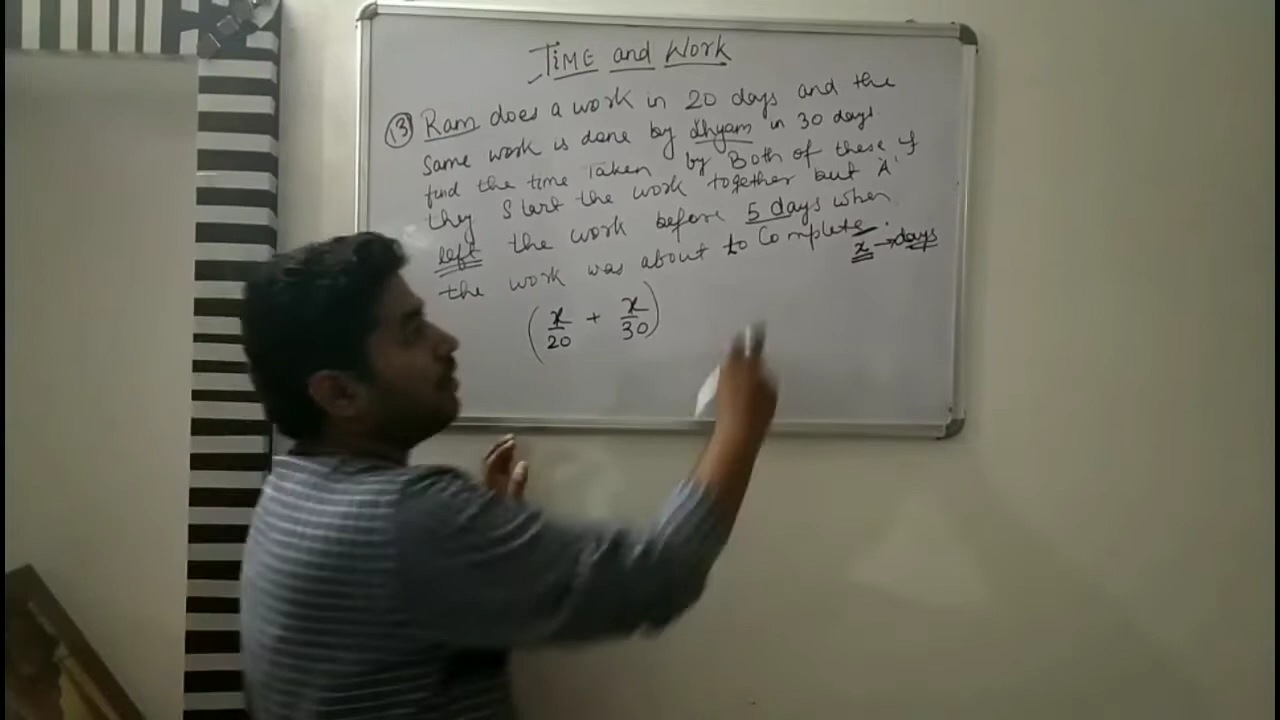 TIME and WORK
13 Ram does a work in 20 days and the
same work is done by Shyam in 30 days
find the time Taken by Both of these if
they Start the work together but 'A'
left the work before 5 days when
the work was about to Complete.
x → days
(x/20 + x/30)